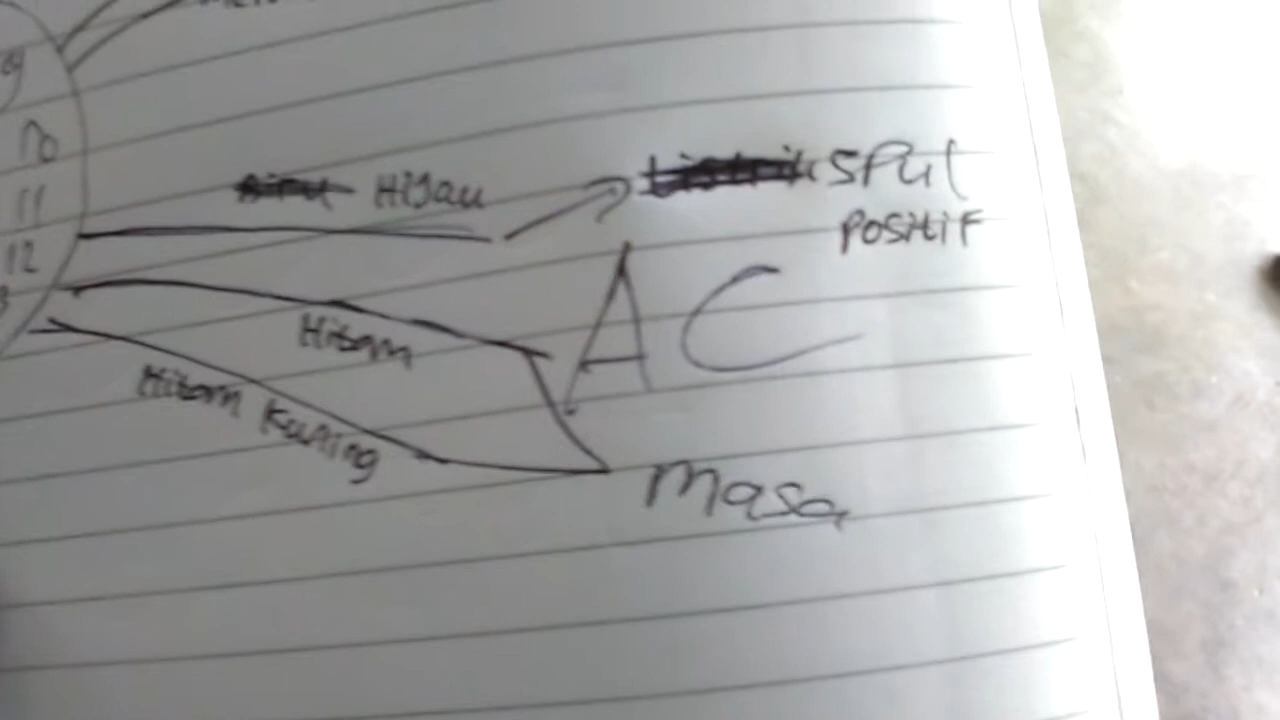 10
11
12
Hijau
SPUl
POSitiF
AC
Hitam
Hitam Kuning
Masa